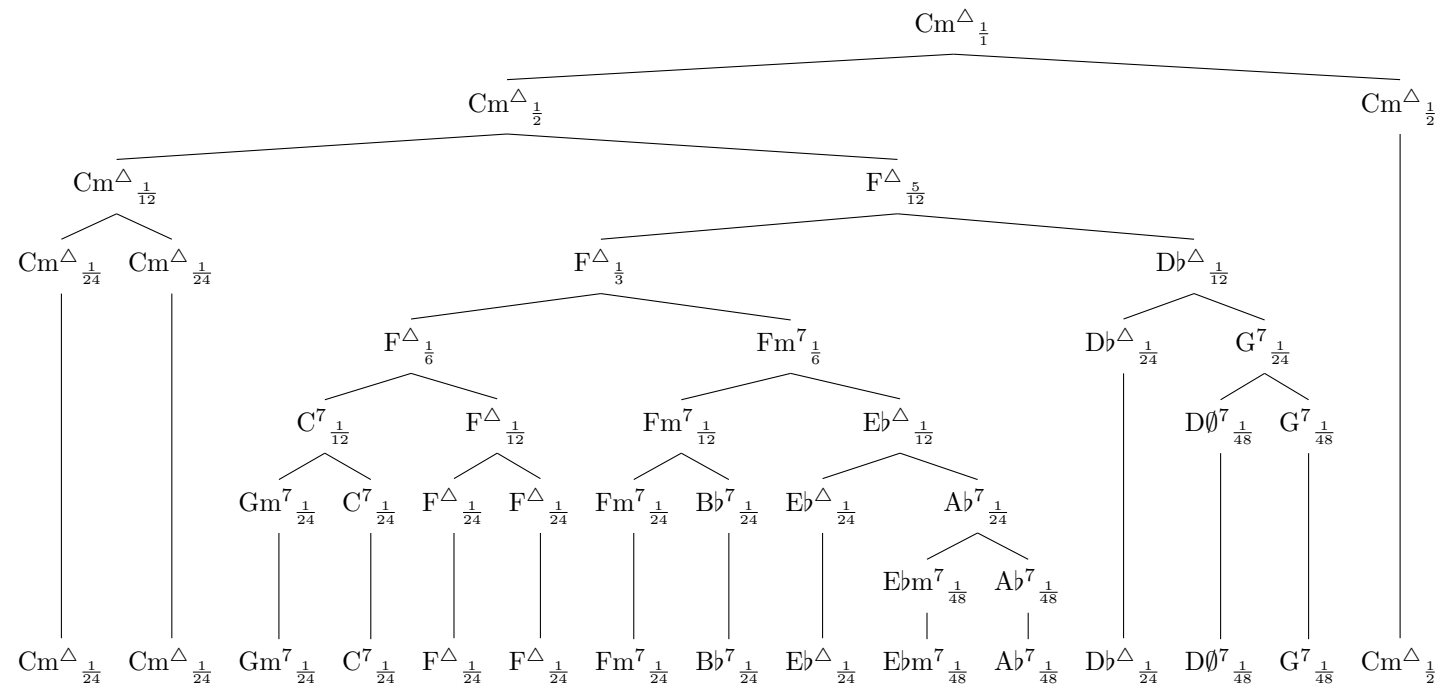 Cm△ 1/1
Cm△ 1/2 Cm△ 1/2
Cm△ 1/12 F△ 5/12
Cm△ 1/24 Cm△ 1/24 F△ 1/3 D♭△ 1/12
F△ 1/6 Fm7 1/6 D♭△ 1/24 G7 1/24
C7 1/12 F△ 1/12 Fm7 1/12 E♭△ 1/12 DØ7 1/48 G7 1/48
Gm7 1/24 C7 1/24 F△ 1/24 F△ 1/24 Fm7 1/24 B♭7 1/24 E♭△ 1/24 A♭7 1/24
E♭m7 1/48 A♭7 1/48
Cm△ 1/24 Cm△ 1/24 Gm7 1/24 C7 1/24 F△ 1/24 F△ 1/24 Fm7 1/24 B♭7 1/24 E♭△ 1/24 E♭m7 1/48 A♭7 1/48 D♭△ 1/24 DØ7 1/48 G7 1/48 Cm△ 1/2